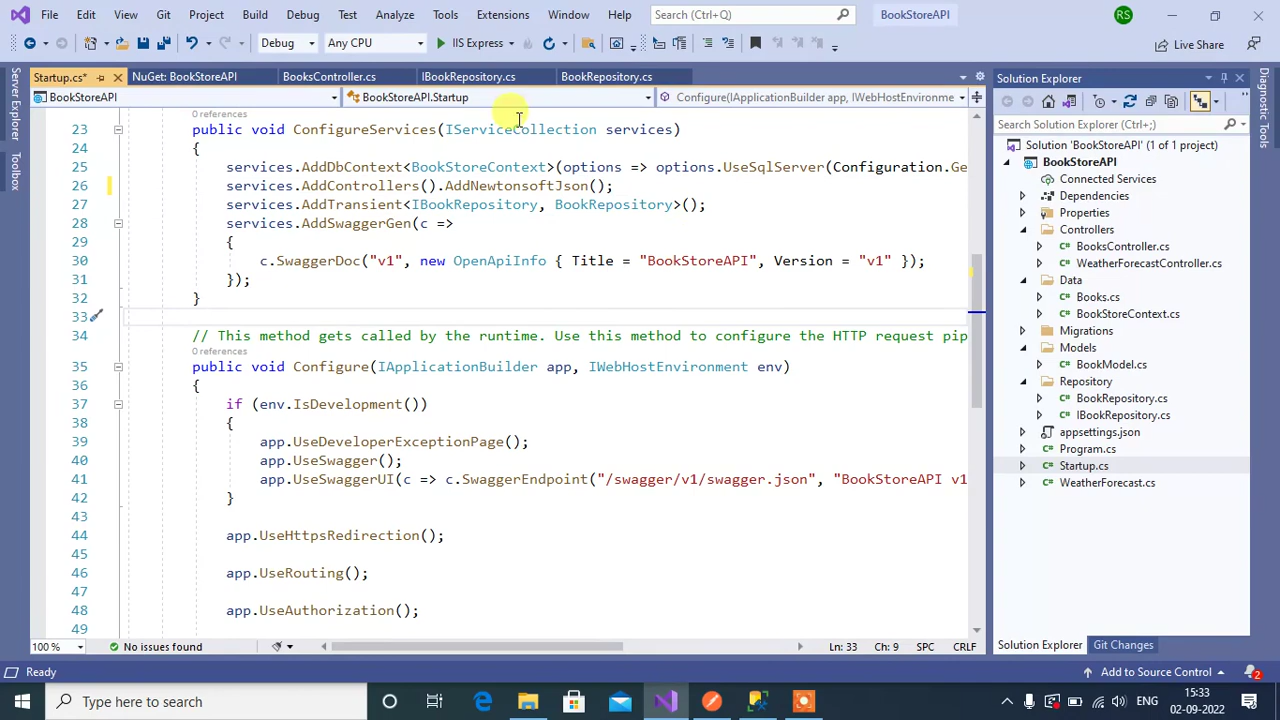 File Edit View Git Project Build Debug Test Analyze Tools Extensions Window Help Search (Ctrl+Q) BookStoreAPI RS
Debug Any CPU IIS Express Live Share
Server Explorer
Toolbox
Startup.cs* NuGet: BookStoreAPI BooksController.cs IBookRepository.cs BookRepository.cs
BookStoreAPI BookStoreAPI.Startup Configure(IApplicationBuilder app, IWebHostEnvironme
0 references
23 public void ConfigureServices(IServiceCollection services)
24 {
25 services.AddDbContext<BookStoreContext>(options => options.UseSqlServer(Configuration.Ge
26 services.AddControllers().AddNewtonsoftJson();
27 services.AddTransient<IBookRepository, BookRepository>();
28 services.AddSwaggerGen(c =>
29 {
30 c.SwaggerDoc("v1", new OpenApiInfo { Title = "BookStoreAPI", Version = "v1" });
31 });
32 }
33
34 // This method gets called by the runtime. Use this method to configure the HTTP request pip
0 references
35 public void Configure(IApplicationBuilder app, IWebHostEnvironment env)
36 {
37 if (env.IsDevelopment())
38 {
39 app.UseDeveloperExceptionPage();
40 app.UseSwagger();
41 app.UseSwaggerUI(c => c.SwaggerEndpoint("/swagger/v1/swagger.json", "BookStoreAPI v1
42 }
43
44 app.UseHttpsRedirection();
45
46 app.UseRouting();
47
48 app.UseAuthorization();
49
100 % No issues found Ln: 33 Ch: 9 SPC CRLF
Solution Explorer
Search Solution Explorer (Ctrl+;)
Solution 'BookStoreAPI' (1 of 1 project)
BookStoreAPI
Connected Services
Dependencies
Properties
Controllers
C# BooksController.cs
C# WeatherForecastController.cs
Data
C# Books.cs
C# BookStoreContext.cs
Migrations
Models
C# BookModel.cs
Repository
C# BookRepository.cs
C# IBookRepository.cs
appsettings.json
C# Program.cs
C# Startup.cs
C# WeatherForecast.cs
Solution Explorer Git Changes
Diagnostic Tools
Ready Add to Source Control 2
Type here to search ENG 15:33
02-09-2022